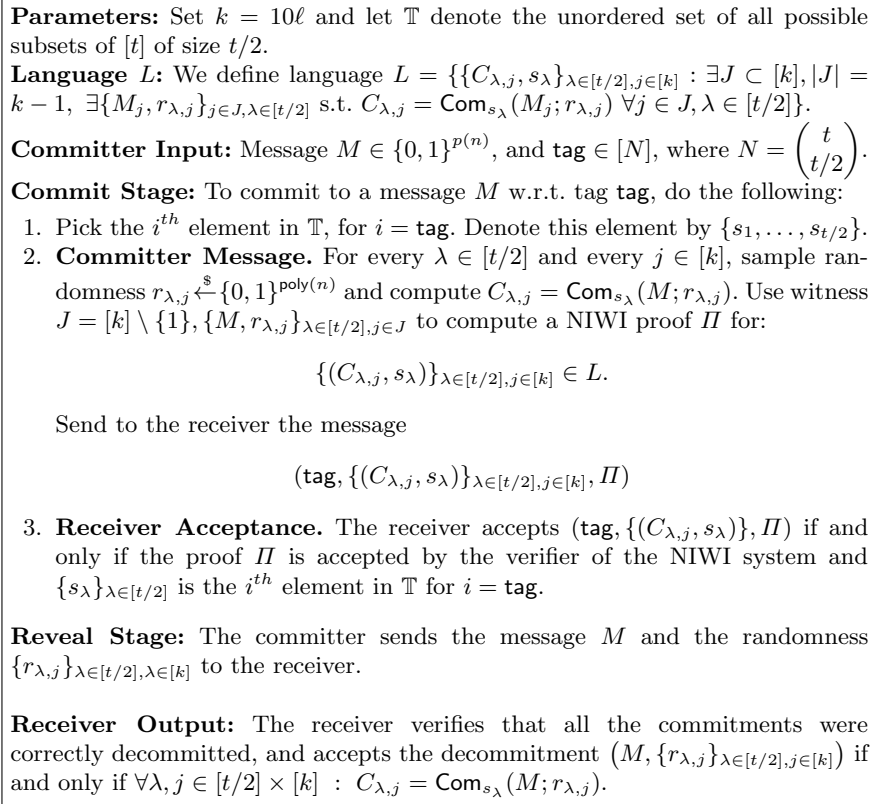 Parameters: Set k = 10ℓ and let 𝕋 denote the unordered set of all possible
subsets of [t] of size t/2.
Language L: We define language L = {{C_{λ,j}, s_λ}_{λ∈[t/2],j∈[k]} : ∃J ⊂ [k], |J| =
k − 1, ∃{M_j, r_{λ,j}}_{j∈J,λ∈[t/2]} s.t. C_{λ,j} = Com_{s_λ}(M_j; r_{λ,j}) ∀j ∈ J, λ ∈ [t/2]}.
Committer Input: Message M ∈ {0, 1}^{p(n)}, and tag ∈ [N], where N = \binom{t}{t/2}.
Commit Stage: To commit to a message M w.r.t. tag tag, do the following:
1. Pick the i^{th} element in 𝕋, for i = tag. Denote this element by {s_1, . . . , s_{t/2}}.
2. Committer Message. For every λ ∈ [t/2] and every j ∈ [k], sample ran-
domness r_{λ,j} \overset{$}{←} {0, 1}^{poly(n)} and compute C_{λ,j} = Com_{s_λ}(M; r_{λ,j}). Use witness
J = [k] \ {1}, {M, r_{λ,j}}_{λ∈[t/2],j∈J} to compute a NIWI proof Π for:
{(C_{λ,j}, s_λ)}_{λ∈[t/2],j∈[k]} ∈ L.
Send to the receiver the message
(tag, {(C_{λ,j}, s_λ)}_{λ∈[t/2],j∈[k]}, Π)
3. Receiver Acceptance. The receiver accepts (tag, {(C_{λ,j}, s_λ)}, Π) if and
only if the proof Π is accepted by the verifier of the NIWI system and
{s_λ}_{λ∈[t/2]} is the i^{th} element in 𝕋 for i = tag.
Reveal Stage: The committer sends the message M and the randomness
{r_{λ,j}}_{λ∈[t/2],λ∈[k]} to the receiver.
Receiver Output: The receiver verifies that all the commitments were
correctly decommitted, and accepts the decommitment (M, {r_{λ,j}}_{λ∈[t/2],j∈[k]}) if
and only if ∀λ, j ∈ [t/2] × [k] : C_{λ,j} = Com_{s_λ}(M; r_{λ,j}).